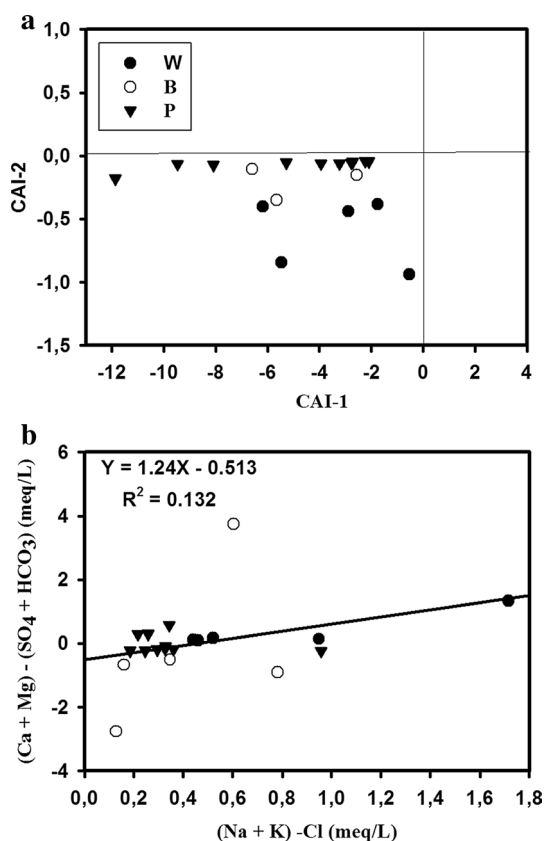 a
1,0
0,5
0,0
-0,5
-1,0
-1,5
CAI-2
W
B
P
-12 -10 -8 -6 -4 -2 0 2 4
CAI-1
b
6
4
2
0
-2
-4
(Ca + Mg) - (SO4 + HCO3) (meq/L)
Y = 1.24X - 0.513
R2 = 0.132
0,0 0,2 0,4 0,6 0,8 1,0 1,2 1,4 1,6 1,8
(Na + K) -Cl (meq/L)